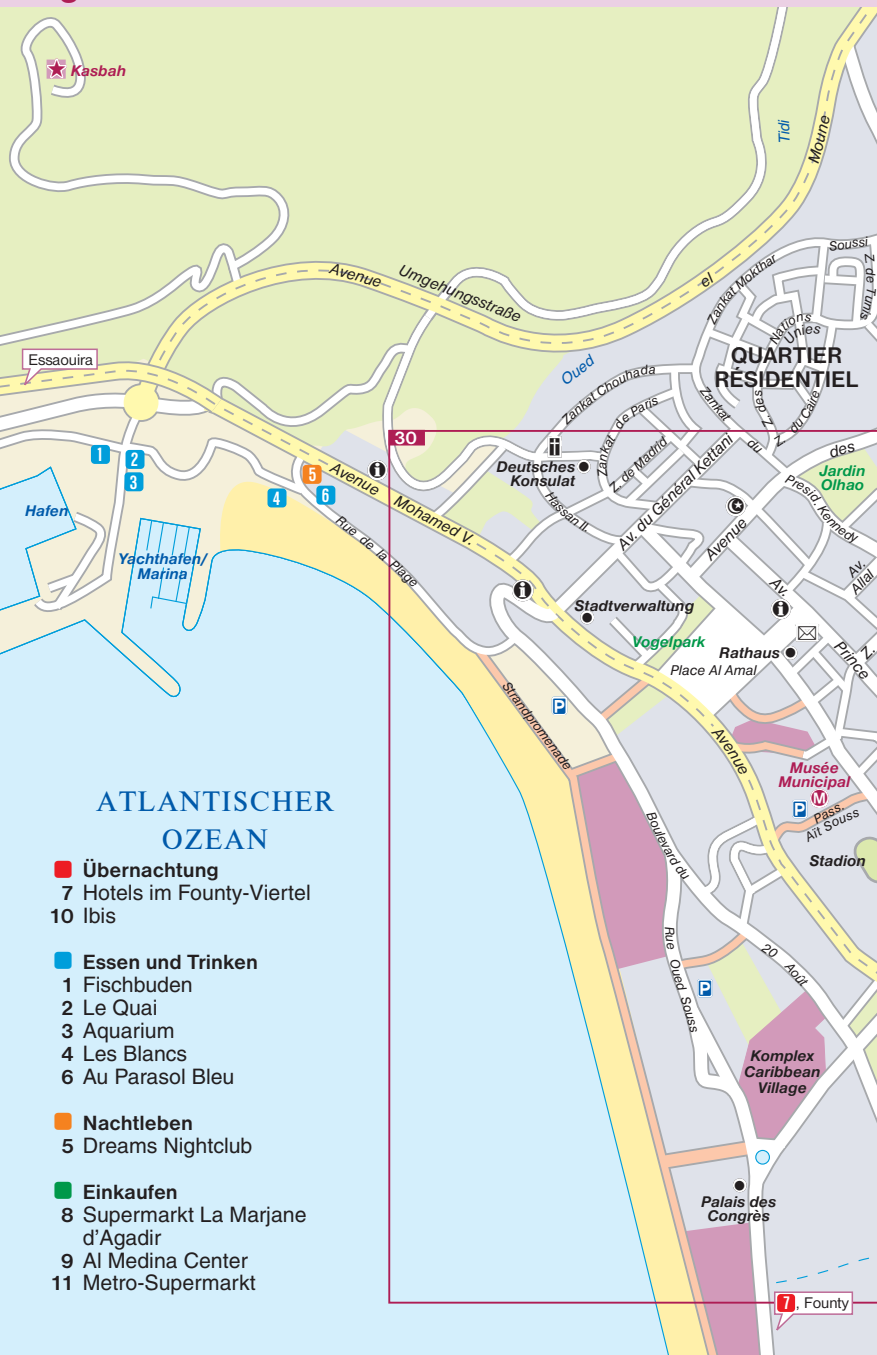 Kasbah
Tidi
Moune
Avenue
Umgehungsstraße
el
Soussi
Zankat Mokthar
Z. de Tunis
Nations
Unies
Essaouira
QUARTIER
RÉSIDENTIEL
Oued
Zankat Chouhada
Zankat de Paris
Zankat
du
Z. des
Z. du Caire
30
1
2
3
5
6
4
Avenue Mohamed V.
Deutsches
Konsulat
Z. de Madrid
Av. du Général Kettani
des
Jardin
Olhao
Presid. Kennedy
Hafen
Hassan II.
Avenue
Yachthafen/
Marina
Rue de la Plage
Av.
Allal
Av.
Stadtverwaltung
Vogelpark
Rathaus
Place Al Amal
Prince
Z.
P
Strandpromenade
Avenue
Musée
Municipal
M
P
Pass.
Aït Souss
Stadion
ATLANTISCHER
OZEAN
Boulevard du
20 Août
Rue Oued Souss
P
Komplex
Caribbean
Village
Palais des
Congrès
7, Founty
Übernachtung
7 Hotels im Founty-Viertel
10 Ibis
Essen und Trinken
1 Fischbuden
2 Le Quai
3 Aquarium
4 Les Blancs
6 Au Parasol Bleu
Nachtleben
5 Dreams Nightclub
Einkaufen
8 Supermarkt La Marjane
d'Agadir
9 Al Medina Center
11 Metro-Supermarkt